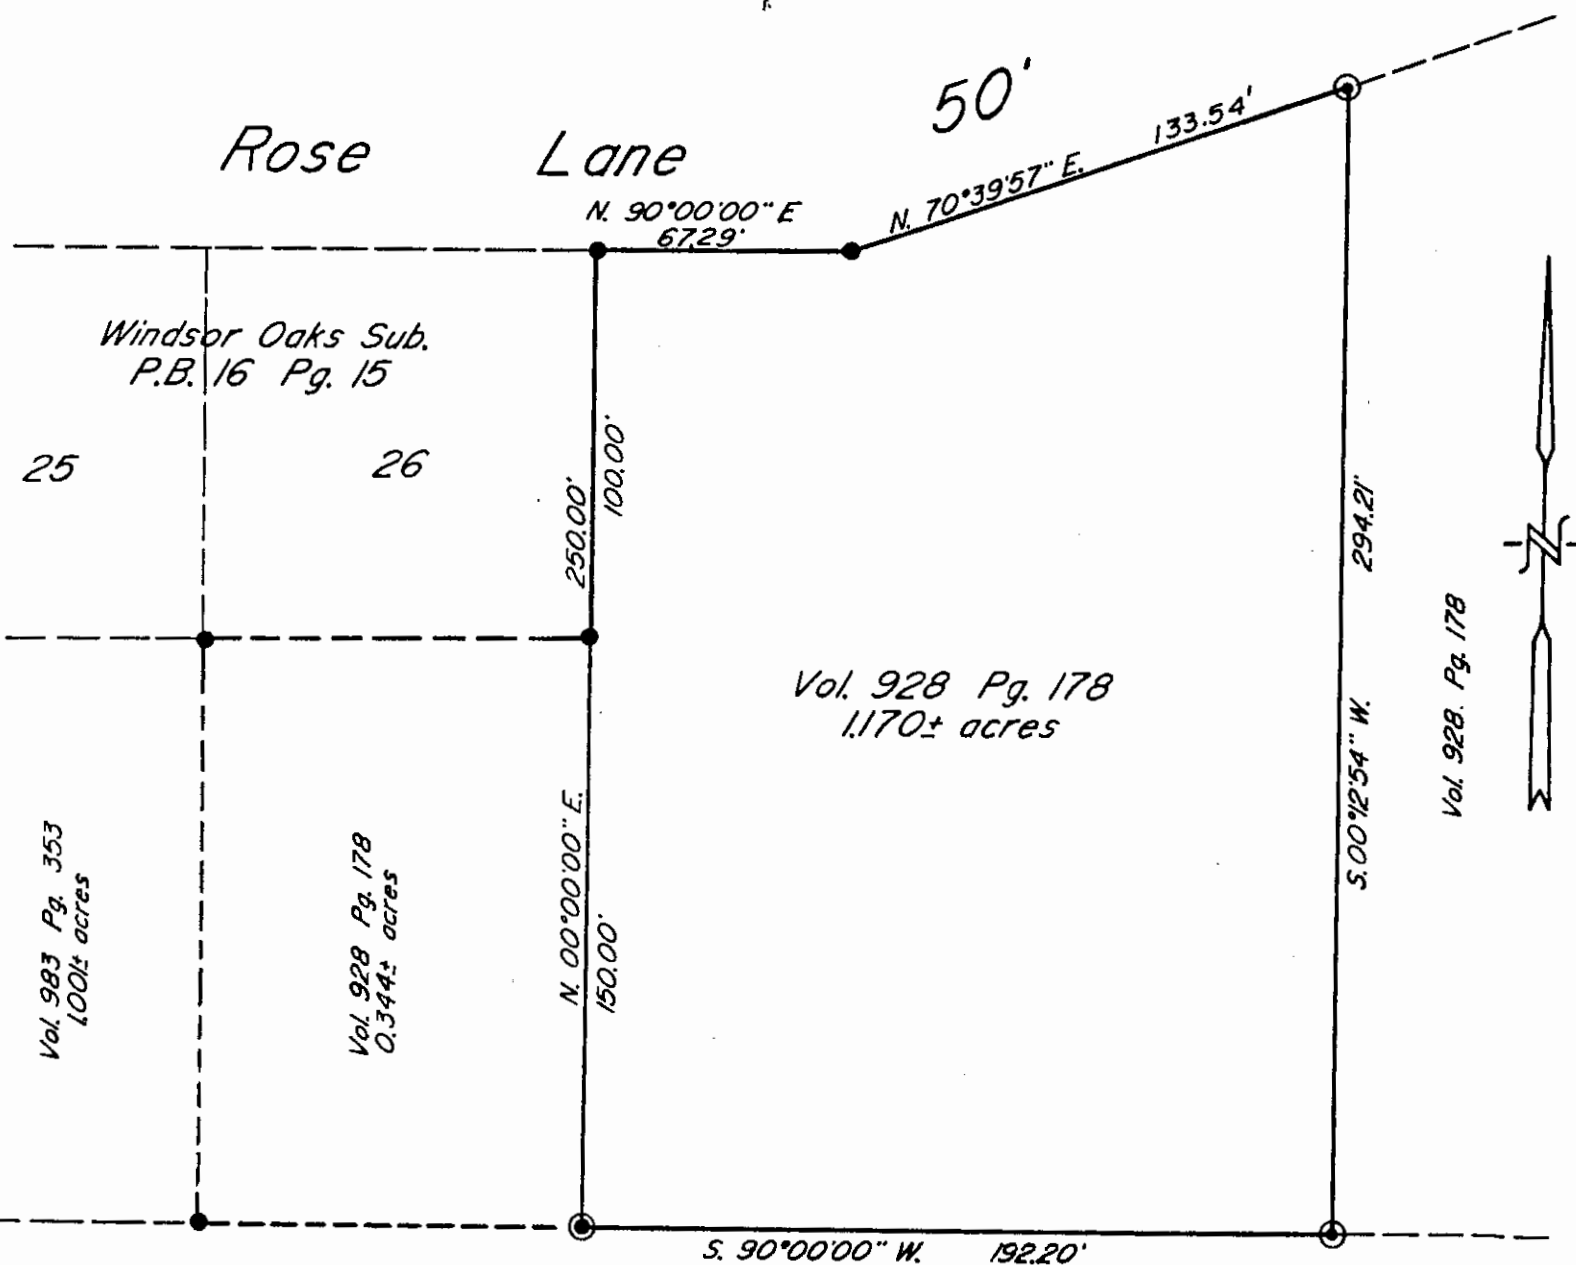 50'
Rose Lane
133.54'
N. 70°39'57" E.
N. 90°00'00" E
67.29'
Windsor Oaks Sub.
P.B. 16 Pg. 15
25
26
250.00'
100.00'
294.21'
N
Vol. 928 Pg. 178
1.170± acres
Vol. 928. Pg. 178
S. 00°12'54" W.
N. 00°00'00" E.
150.00'
Vol. 983 Pg. 353
1.001± acres
Vol. 928 Pg. 178
0.344± acres
S. 90°00'00" W. 192.20'